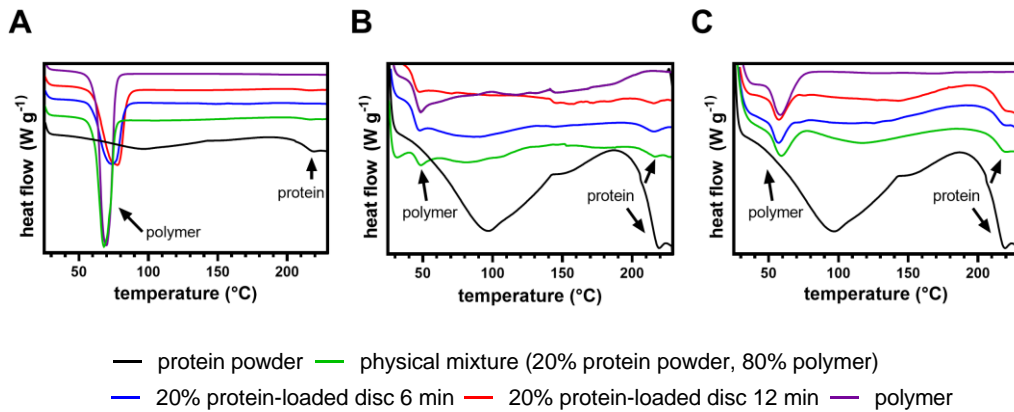 A
B
C
heat flow (W g⁻¹)
polymer
protein
50 100 150 200
temperature (°C)
heat flow (W g⁻¹)
polymer
protein
50 100 150 200
temperature (°C)
heat flow (W g⁻¹)
polymer
protein
50 100 150 200
temperature (°C)
protein powder physical mixture (20% protein powder, 80% polymer)
20% protein-loaded disc 6 min 20% protein-loaded disc 12 min polymer